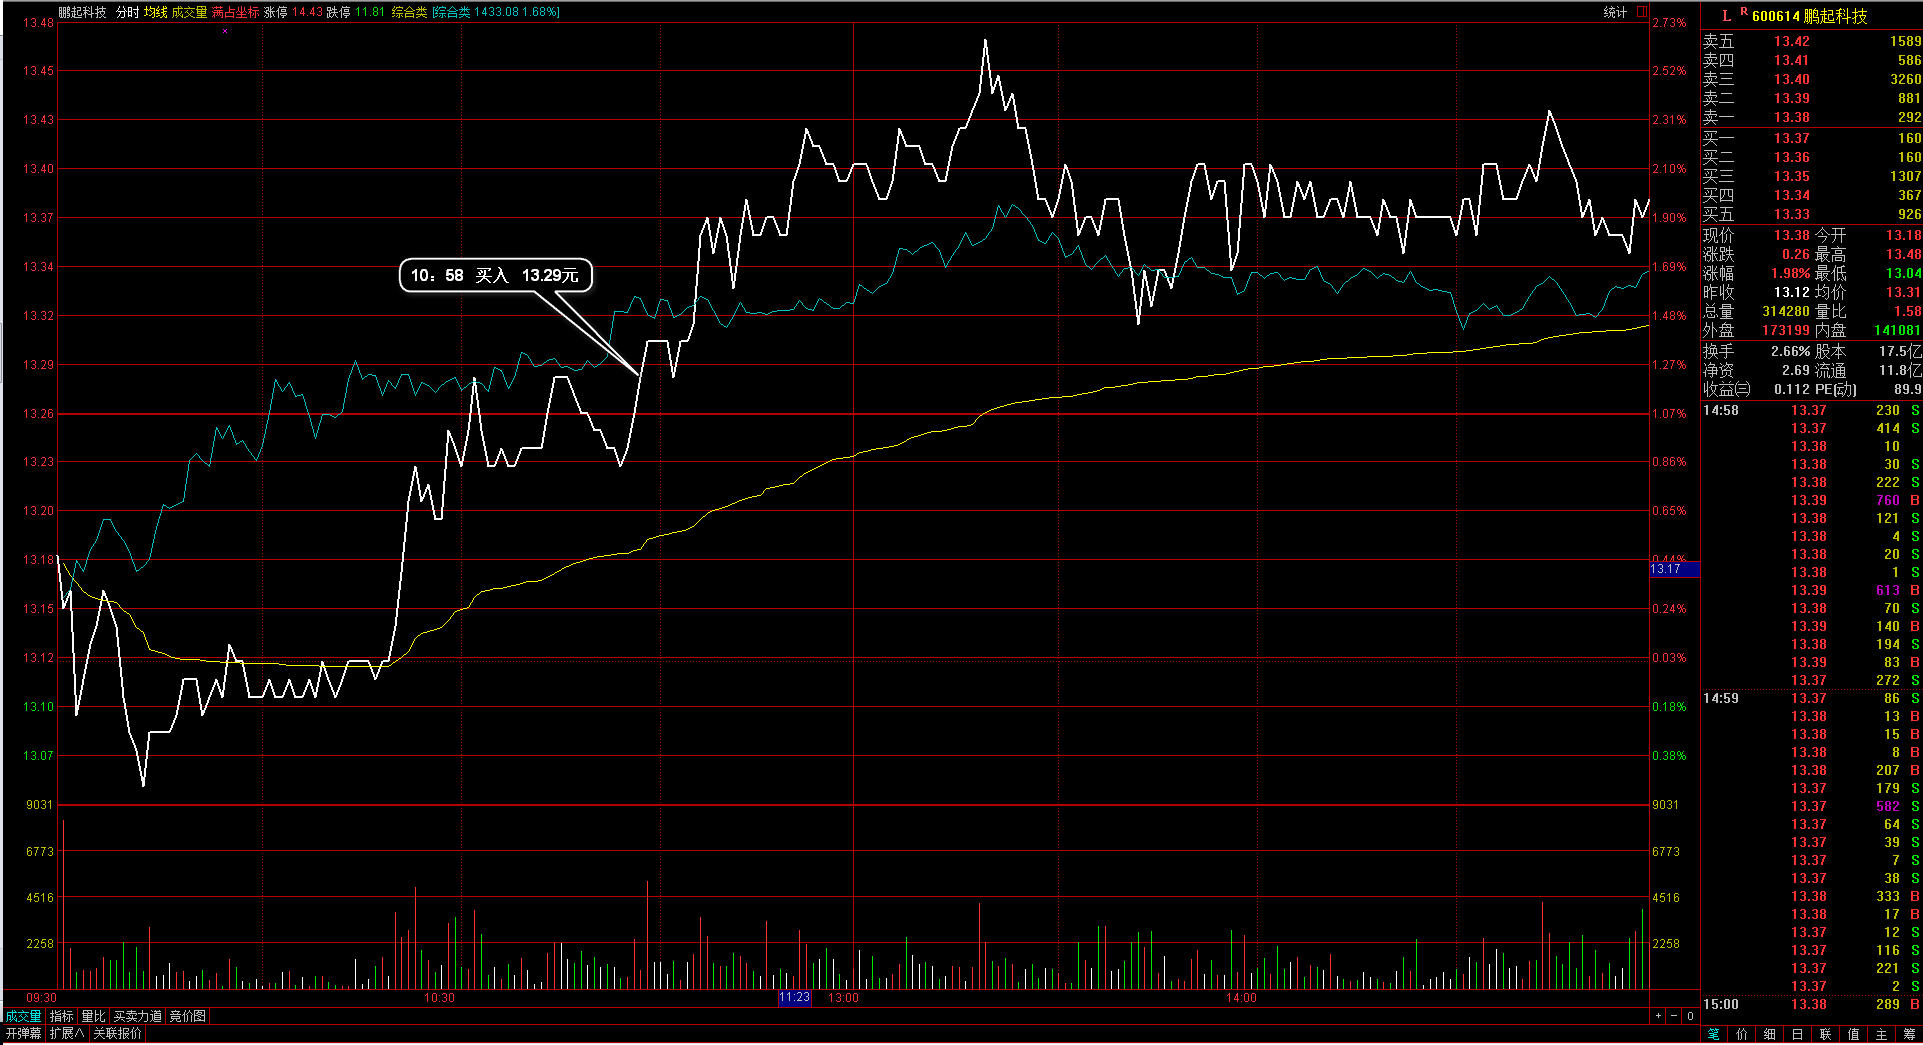 鹏起科技 分时 均线 成交量 满占坐标 涨停 14.43 跌停 11.81 综合类 [综合类 1433.08 1.68%] 统计
13.48 2.73%
13.45 2.52%
13.43 2.31%
13.40 2.10%
13.37 1.90%
13.34 1.69%
13.32 1.48%
13.29 1.27%
13.26 1.07%
13.23 0.86%
13.20 0.65%
13.18 0.44%
13.17
13.15 0.24%
13.12 0.03%
13.10 0.18%
13.07 0.38%
9031 9031
6773 6773
4516 4516
2258 2258
10：58 买入 13.29元
09:30 10:30 11:23 13:00 14:00
成交量 指标 量比 买卖力道 竞价图 + - 0
开弹幕 扩展∧ 关联报价
L R 600614 鹏起科技
卖五 13.42 1589
卖四 13.41 586
卖三 13.40 3260
卖二 13.39 881
卖一 13.38 292
买一 13.37 160
买二 13.36 160
买三 13.35 1307
买四 13.34 367
买五 13.33 926
现价 13.38 今开 13.18
涨跌 0.26 最高 13.48
涨幅 1.98% 最低 13.04
昨收 13.12 均价 13.31
总量 314280 量比 1.58
外盘 173199 内盘 141081
换手 2.66% 股本 17.5亿
净资 2.69 流通 11.8亿
收益㈢ 0.112 PE(动) 89.9
14:58 13.37 230 S
13.37 414 S
13.38 10
13.38 30 S
13.38 222 S
13.39 760 B
13.38 121 S
13.38 4 S
13.38 20 S
13.38 1 S
13.39 613 B
13.38 70 S
13.39 140 B
13.38 194 S
13.39 83 B
13.37 272 S
14:59 13.37 86 S
13.38 13 B
13.38 15 B
13.38 8 B
13.38 207 B
13.37 179 S
13.37 582 S
13.37 64 S
13.37 39 S
13.37 7 S
13.37 38 S
13.38 333 B
13.38 17 B
13.37 12 S
13.37 116 S
13.37 221 S
13.37 2 S
15:00 13.38 289 B
笔 价 细 日 联 值 主 筹